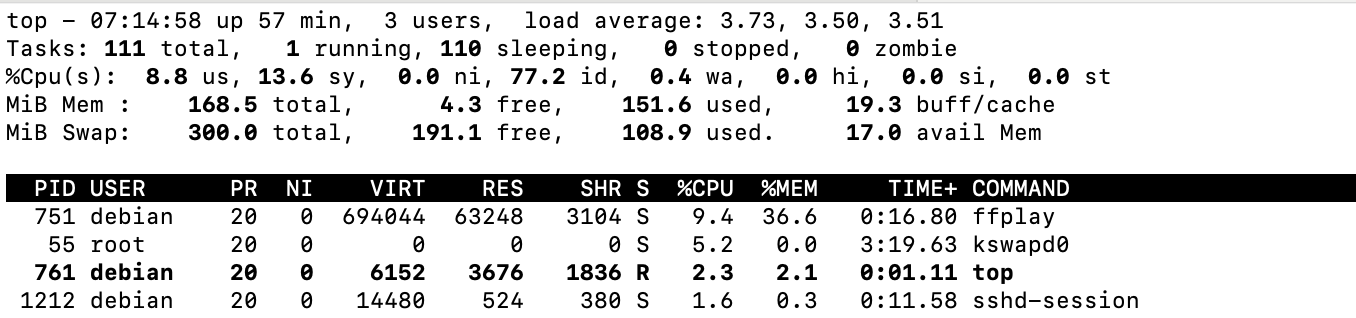 top - 07:14:58 up 57 min,  3 users,  load average: 3.73, 3.50, 3.51
Tasks: 111 total,   1 running, 110 sleeping,   0 stopped,   0 zombie
%Cpu(s):  8.8 us, 13.6 sy,  0.0 ni, 77.2 id,  0.4 wa,  0.0 hi,  0.0 si,  0.0 st
MiB Mem :    168.5 total,      4.3 free,    151.6 used,     19.3 buff/cache
MiB Swap:    300.0 total,    191.1 free,    108.9 used.     17.0 avail Mem
  PID USER      PR  NI    VIRT    RES    SHR S  %CPU  %MEM     TIME+ COMMAND
  751 debian    20   0  694044  63248   3104 S   9.4  36.6   0:16.80 ffplay
   55 root      20   0       0      0      0 S   5.2   0.0   3:19.63 kswapd0
  761 debian    20   0    6152   3676   1836 R   2.3   2.1   0:01.11 top
 1212 debian    20   0   14480    524    380 S   1.6   0.3   0:11.58 sshd-session